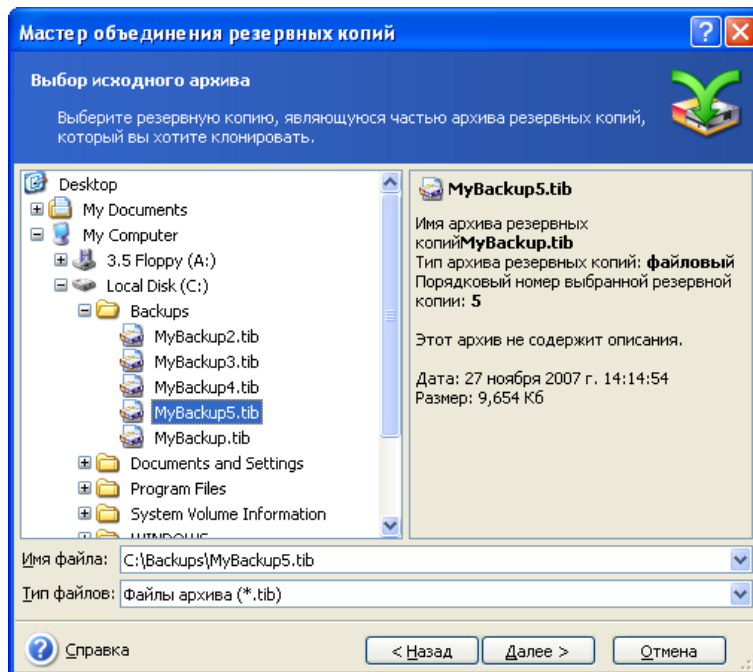 Мастер объединения резервных копий
Выбор исходного архива
Выберите резервную копию, являющуюся частью архива резервных копий,
который вы хотите клонировать.
Desktop
My Documents
My Computer
3.5 Floppy (A:)
Local Disk (C:)
Backups
MyBackup2.tib
MyBackup3.tib
MyBackup4.tib
MyBackup5.tib
MyBackup.tib
Documents and Settings
Program Files
System Volume Information
WINDOWS
MyBackup5.tib
Имя архива резервных
копийMyBackup.tib
Тип архива резервных копий: файловый
Порядковый номер выбранной резервной
копии: 5
Этот архив не содержит описания.
Дата: 27 ноября 2007 г. 14:14:54
Размер: 9,654 Кб
Имя файла: C:\Backups\MyBackup5.tib
Тип файлов: Файлы архива (*.tib)
Справка
< Назад
Далее >
Отмена